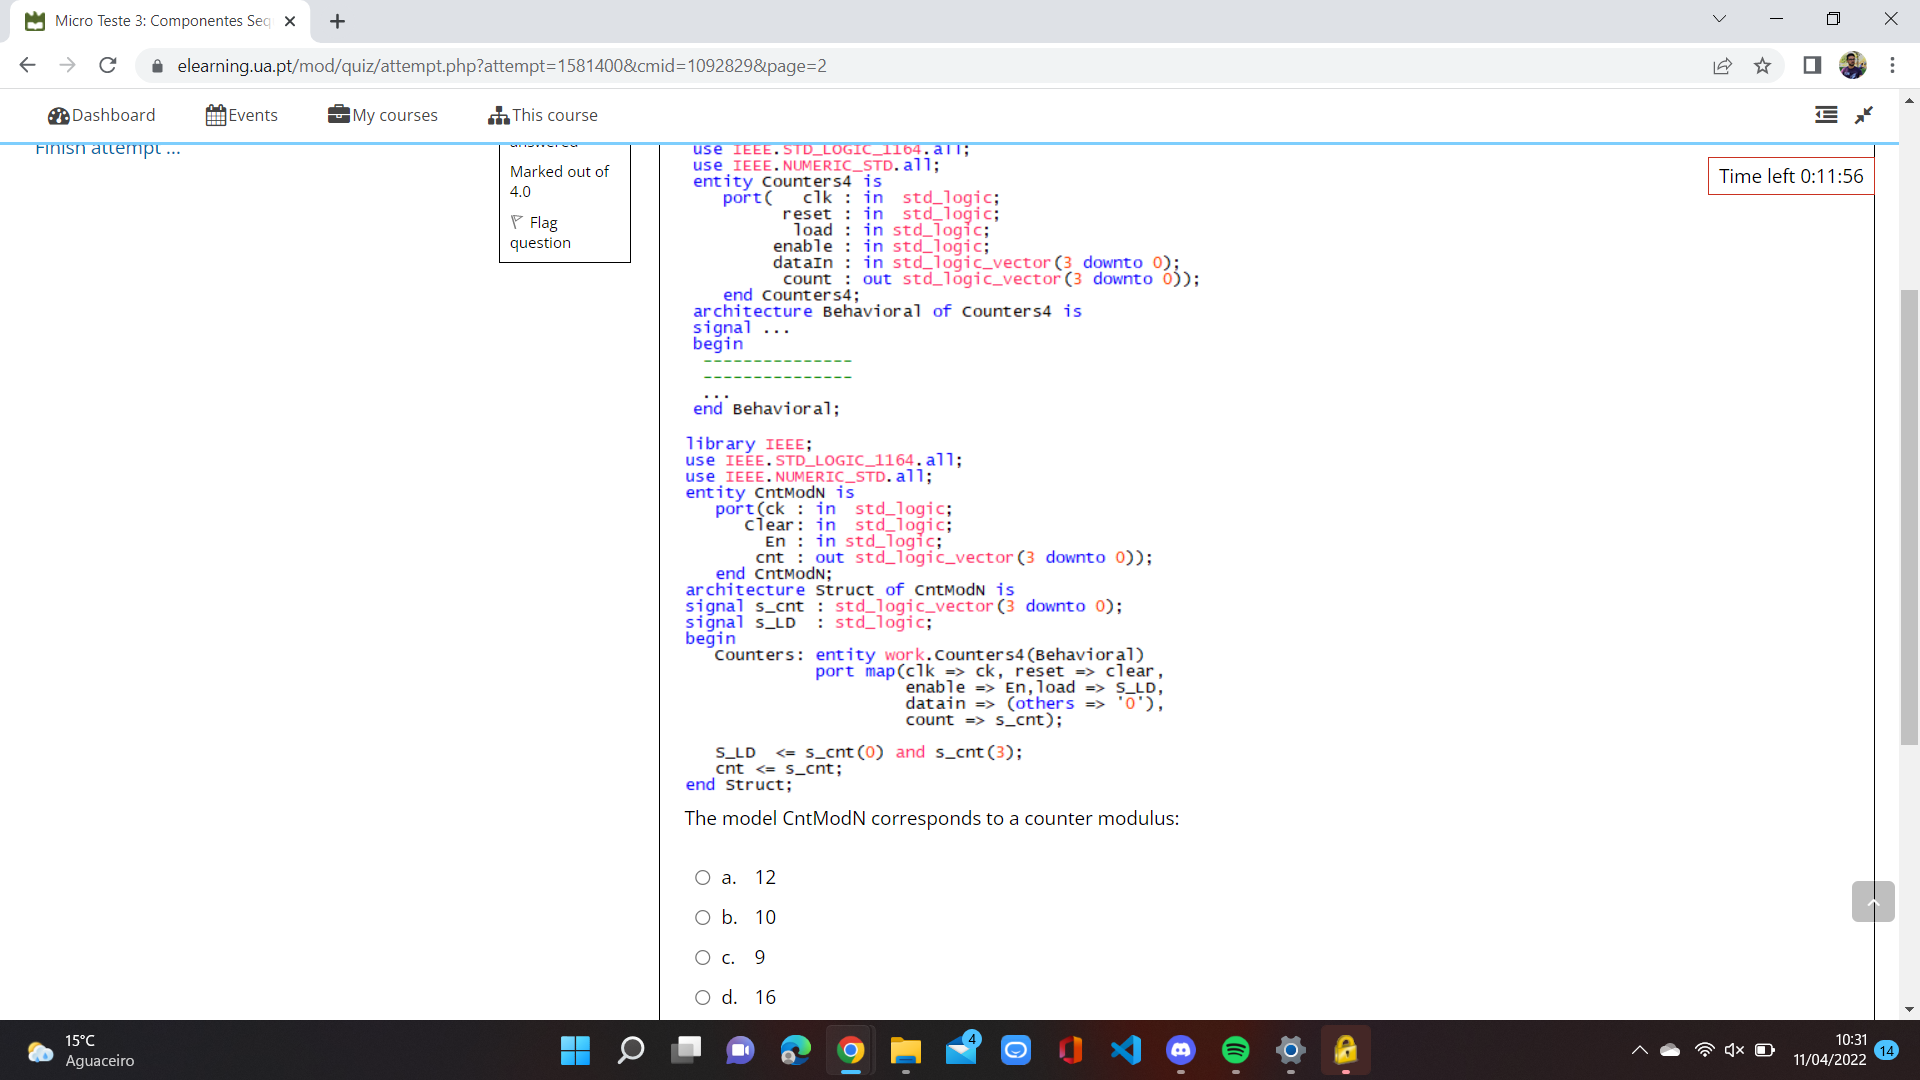 Micro Teste 3: Componentes Seq
elearning.ua.pt/mod/quiz/attempt.php?attempt=1581400&cmid=1092829&page=2
Dashboard Events My courses This course
Finish attempt ...
answered
Marked out of
4.0
Flag
question
Time left 0:11:56
use IEEE.STD_LOGIC_1164.all;
use IEEE.NUMERIC_STD.all;
entity Counters4 is
port( clk : in std_logic;
reset : in std_logic;
load : in std_logic;
enable : in std_logic;
dataIn : in std_logic_vector(3 downto 0);
count : out std_logic_vector(3 downto 0));
end Counters4;
architecture Behavioral of Counters4 is
signal ...
begin
---------------
---------------
...
end Behavioral;
library IEEE;
use IEEE.STD_LOGIC_1164.all;
use IEEE.NUMERIC_STD.all;
entity CntModN is
port(ck : in std_logic;
Clear: in std_logic;
En : in std_logic;
cnt : out std_logic_vector(3 downto 0));
end CntModN;
architecture Struct of CntModN is
signal s_cnt : std_logic_vector(3 downto 0);
signal s_LD : std_logic;
begin
Counters: entity work.Counters4(Behavioral)
port map(clk => ck, reset => clear,
enable => En,load => S_LD,
datain => (others => '0'),
count => s_cnt);
S_LD <= s_cnt(0) and s_cnt(3);
cnt <= s_cnt;
end Struct;
The model CntModN corresponds to a counter modulus:
a. 12
b. 10
c. 9
d. 16
15°C
Aguaceiro
4
10:31
11/04/2022
14